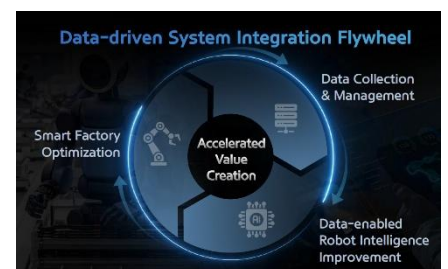 Data-driven System Integration Flywheel
Data Collection
& Management
Smart Factory
Optimization
Accelerated
Value
Creation
AI
Data-enabled
Robot Intelligence
Improvement